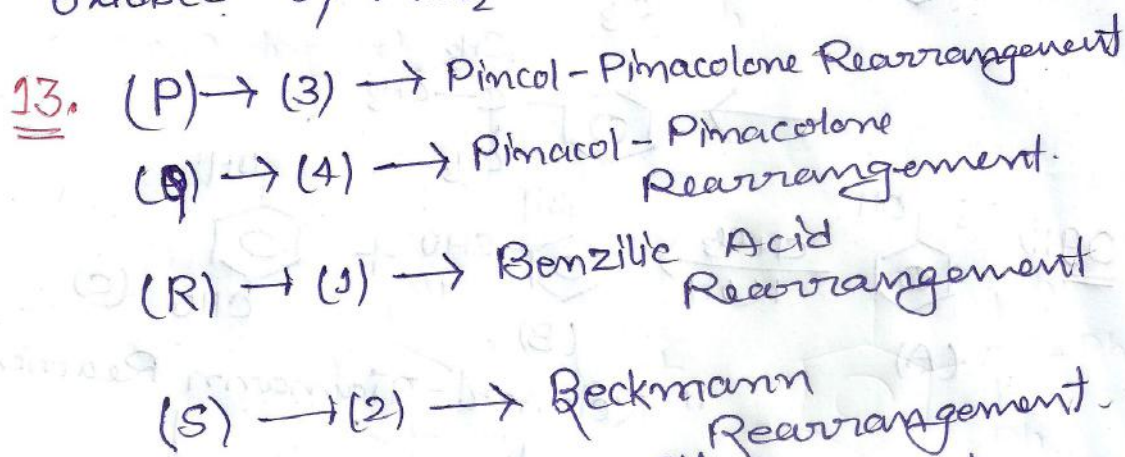 13. (P) → (3) → Pincol - Pinacolone Rearrangement
(Q) → (4) → Pinacol - Pinacolone
Rearrangement.
(R) → (1) → Benzilic Acid
Rearrangement
(S) → (2) → Beckmann
Rearrangement.